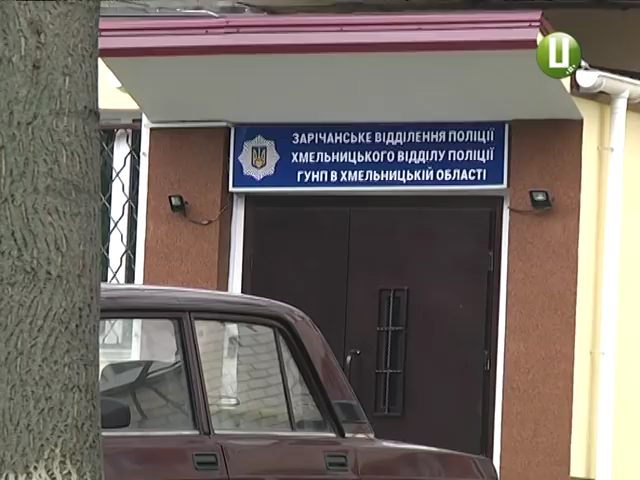 Ц
ЗАРІЧАНСЬКЕ ВІДДІЛЕННЯ ПОЛІЦІЇ
ХМЕЛЬНИЦЬКОГО ВІДДІЛУ ПОЛІЦІЇ
ГУНП В ХМЕЛЬНИЦЬКІЙ ОБЛАСТІ